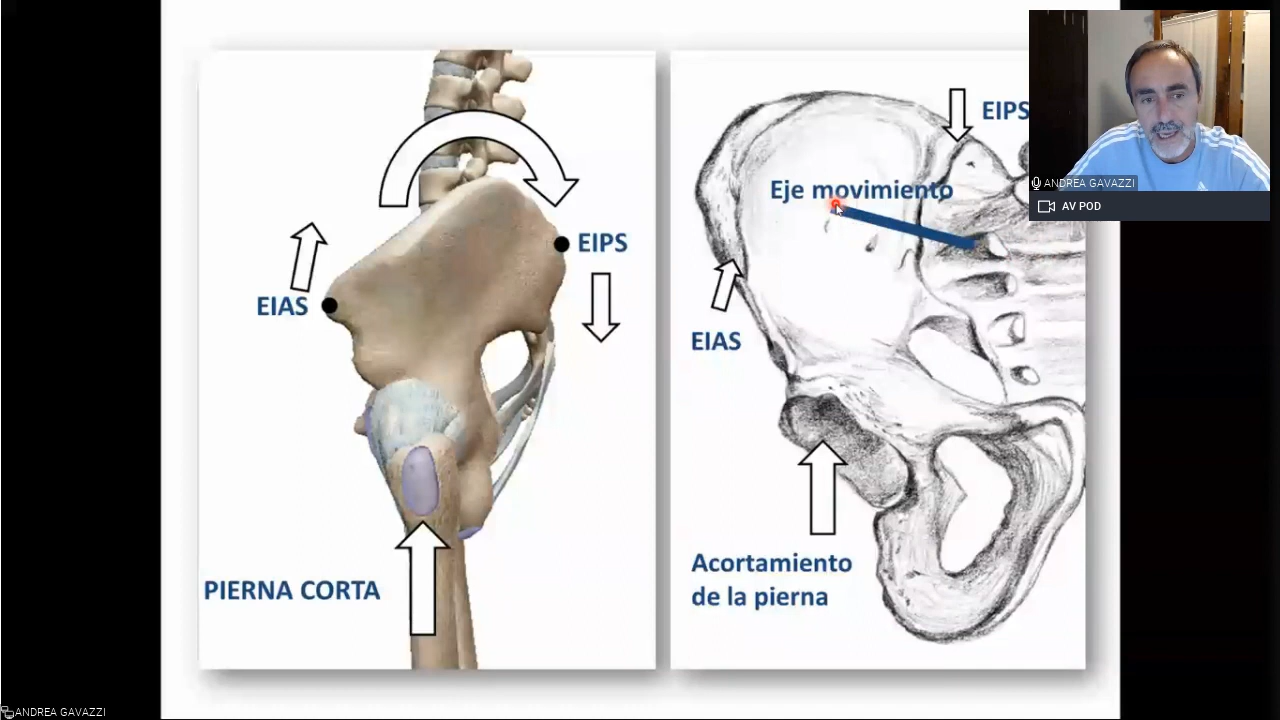 EIPS
EIAS
PIERNA CORTA
EIPS
Eje movimiento
EIAS
Acortamiento
de la pierna
ANDREA GAVAZZI
AV POD
ANDREA GAVAZZI